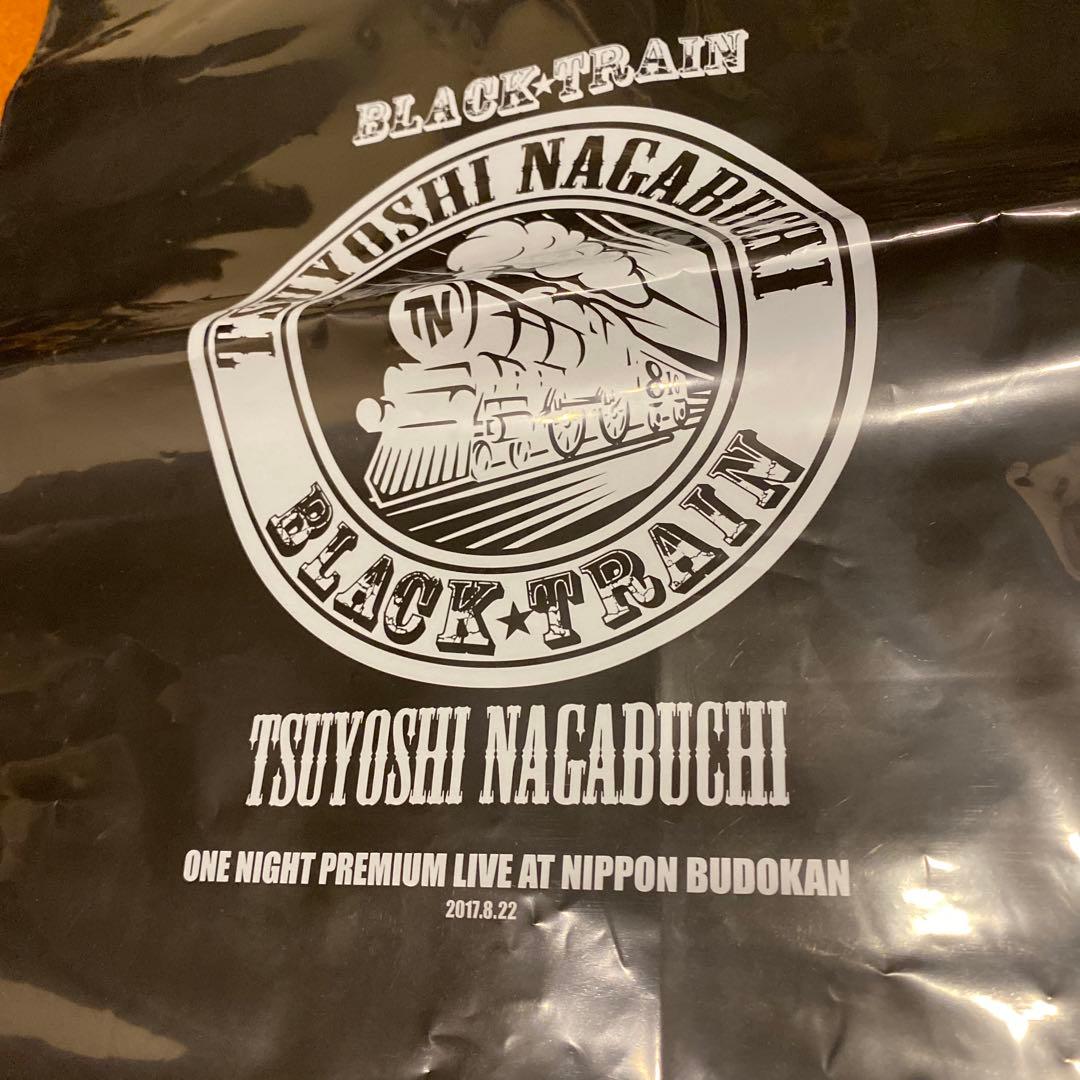 BLACK★TRAIN
TSUYOSHI NAGABUCHI
TN
BLACK★TRAIN
TSUYOSHI NAGABUCHI
ONE NIGHT PREMIUM LIVE AT NIPPON BUDOKAN
2017.8.22